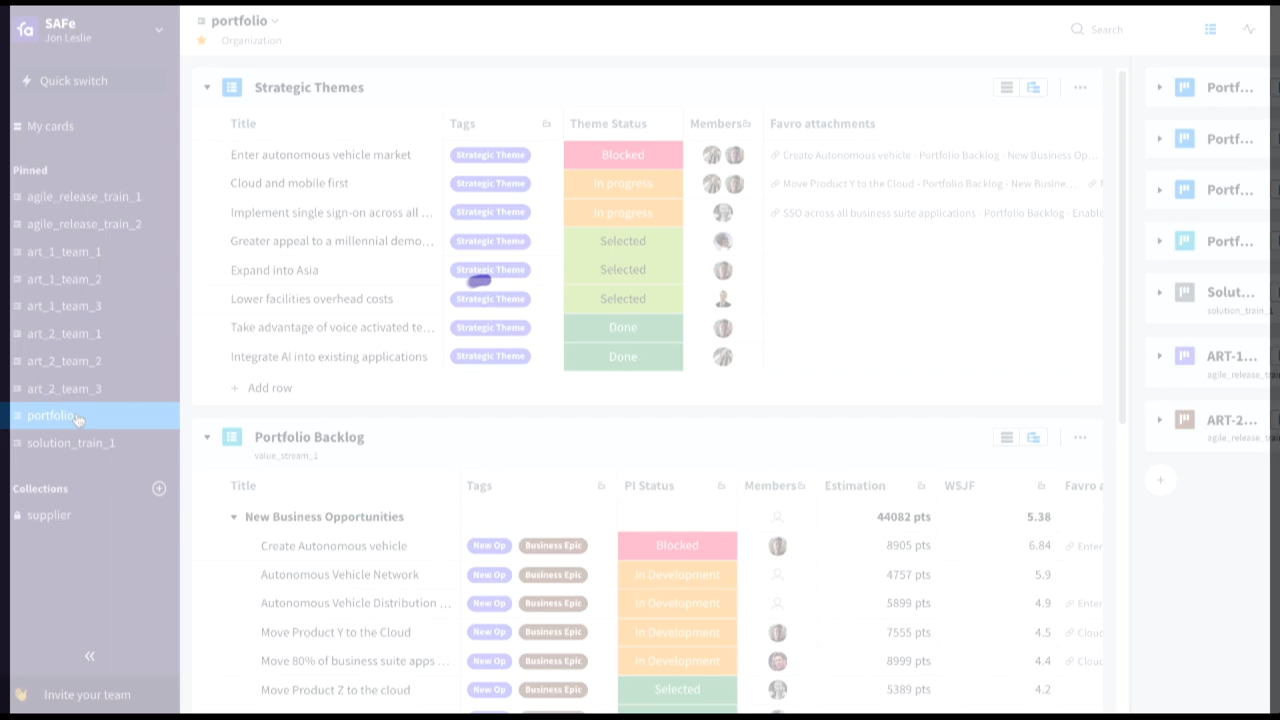 SAFe
Jon Leslie
Quick switch
My cards
Pinned
agile_release_train_1
agile_release_train_2
art_1_team_1
art_1_team_2
art_1_team_3
art_2_team_1
art_2_team_2
art_2_team_3
portfolio
solution_train_1
Collections
supplier
Invite your team
portfolio
Organization
Search
Strategic Themes
Title Tags Theme Status Members Favro attachments
Enter autonomous vehicle market Strategic Theme Blocked Create Autonomous vehicle - Portfolio Backlog - New Business Op...
Cloud and mobile first Strategic Theme In progress Move Product Y to the Cloud - Portfolio Backlog - New Busine...
Implement single sign-on across all ... Strategic Theme In progress SSO across all business suite applications - Portfolio Backlog - Enable
Greater appeal to a millennial demo... Strategic Theme Selected
Expand into Asia Strategic Theme Selected
Lower facilities overhead costs Strategic Theme Selected
Take advantage of voice activated te... Strategic Theme Done
Integrate AI into existing applications Strategic Theme Done
+ Add row
Portfolio Backlog
value_stream_1
Title Tags PI Status Members Estimation WSJF Favro a
New Business Opportunities 44082 pts 5.38
Create Autonomous vehicle New Op Business Epic Blocked 8905 pts 6.84 Enter
Autonomous Vehicle Network New Op Business Epic In Development 4757 pts 5.9
Autonomous Vehicle Distribution ... New Op Business Epic In Development 5899 pts 4.9 Enter
Move Product Y to the Cloud New Op Business Epic In Development 7555 pts 4.5 Cloud
Move 80% of business suite apps ... New Op Business Epic In Development 8999 pts 4.4 Cloud
Move Product Z to the cloud New Op Business Epic Selected 5389 pts 4.2
Portf...
Portf...
Portf...
Portf...
Solut...
solution_train_
ART-1...
agile_release_trai
ART-2...
agile_release_trai